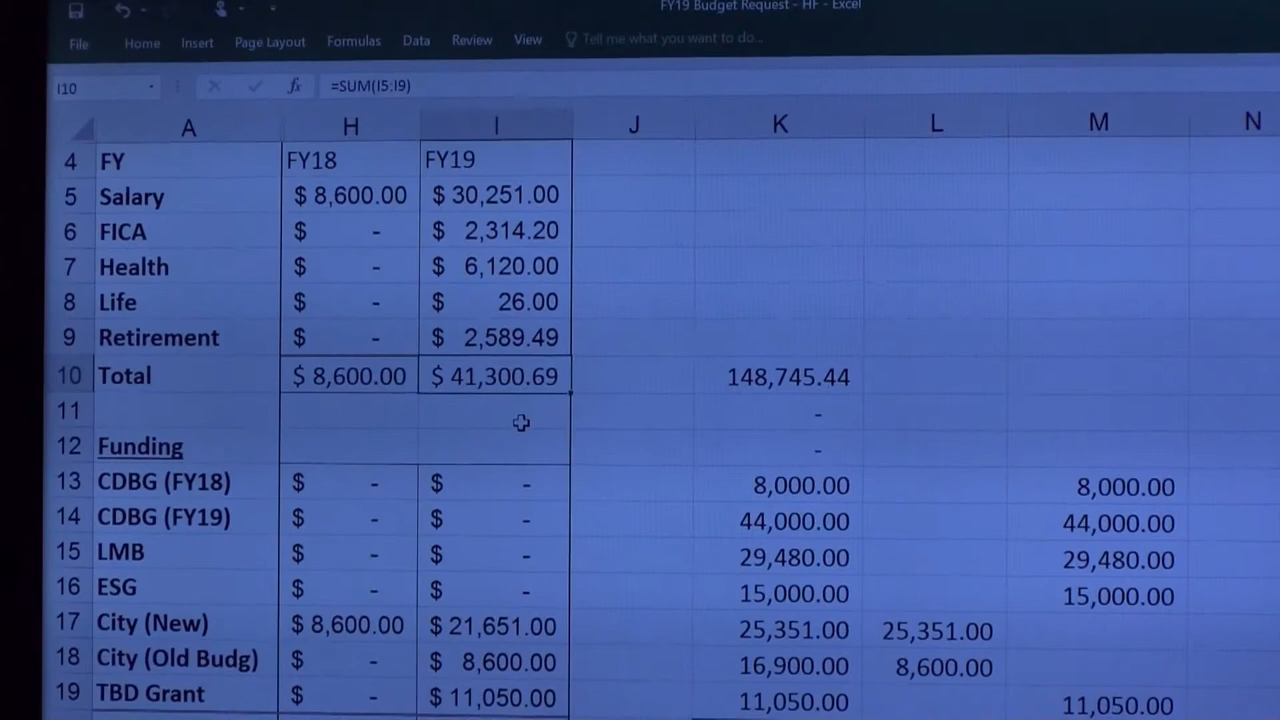 FY19 Budget Request - HF - Excel
File Home Insert Page Layout Formulas Data Review View Tell me what you want to do...
I10 fx =SUM(I5:I9)
A H I J K L M N
4 FY FY18 FY19
5 Salary $ 8,600.00 $ 30,251.00
6 FICA $ - $ 2,314.20
7 Health $ - $ 6,120.00
8 Life $ - $ 26.00
9 Retirement $ - $ 2,589.49
10 Total $ 8,600.00 $ 41,300.69 148,745.44
11 -
12 Funding -
13 CDBG (FY18) $ - $ - 8,000.00 8,000.00
14 CDBG (FY19) $ - $ - 44,000.00 44,000.00
15 LMB $ - $ - 29,480.00 29,480.00
16 ESG $ - $ - 15,000.00 15,000.00
17 City (New) $ 8,600.00 $ 21,651.00 25,351.00 25,351.00
18 City (Old Budg) $ - $ 8,600.00 16,900.00 8,600.00
19 TBD Grant $ - $ 11,050.00 11,050.00 11,050.00